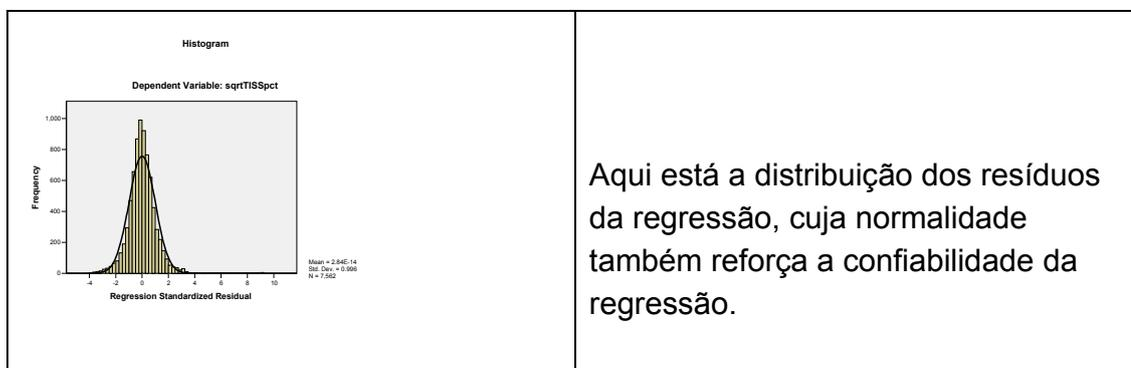 Histogram
Dependent Variable: sqrtTISSpct
1,000
800
600
400
200
0
Frequency
-4 -2 0 2 4 6 8 10
Regression Standardized Residual
Mean = 2.84E-14
Std. Dev. = 0.996
N = 7,562
Aqui está a distribuição dos resíduos
da regressão, cuja normalidade
também reforça a confiabilidade da
regressão.